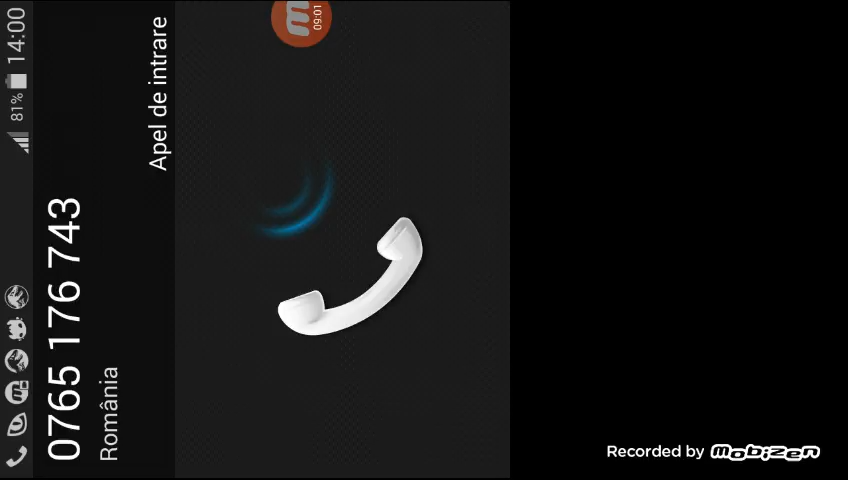 81% 14:00
0765 176 743
România
Apel de intrare
09:01
Recorded by Mobizen